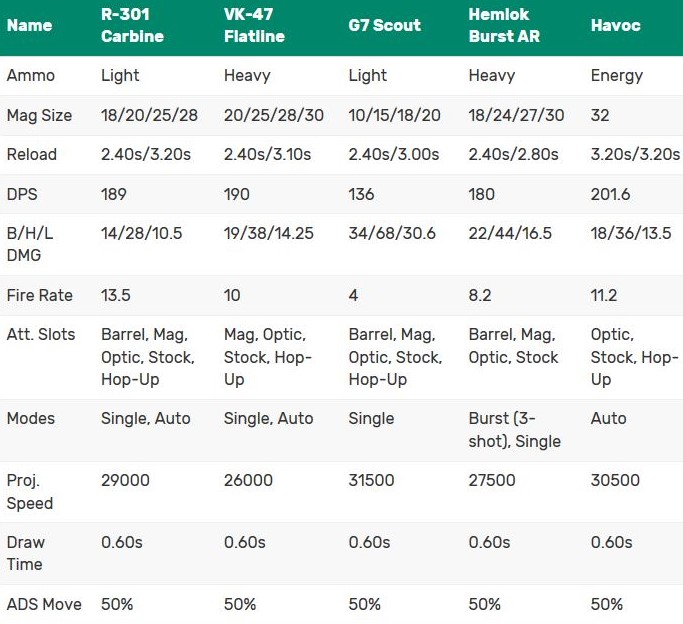 Name R-301 Carbine VK-47 Flatline G7 Scout Hemlok Burst AR Havoc
Ammo Light Heavy Light Heavy Energy
Mag Size 18/20/25/28 20/25/28/30 10/15/18/20 18/24/27/30 32
Reload 2.40s/3.20s 2.40s/3.10s 2.40s/3.00s 2.40s/2.80s 3.20s/3.20s
DPS 189 190 136 180 201.6
B/H/L 14/28/10.5 19/38/14.25 34/68/30.6 22/44/16.5 18/36/13.5
DMG
Fire Rate 13.5 10 4 8.2 11.2
Att. Slots Barrel, Mag, Mag, Optic, Barrel, Mag, Barrel, Mag, Optic,
Optic, Stock, Stock, Hop- Optic, Stock, Optic, Stock Stock, Hop-
Hop-Up Up Hop-Up Up
Modes Single, Auto Single, Auto Single Burst (3- Auto
shot), Single
Proj. 29000 26000 31500 27500 30500
Speed
Draw 0.60s 0.60s 0.60s 0.60s 0.60s
Time
ADS Move 50% 50% 50% 50% 50%